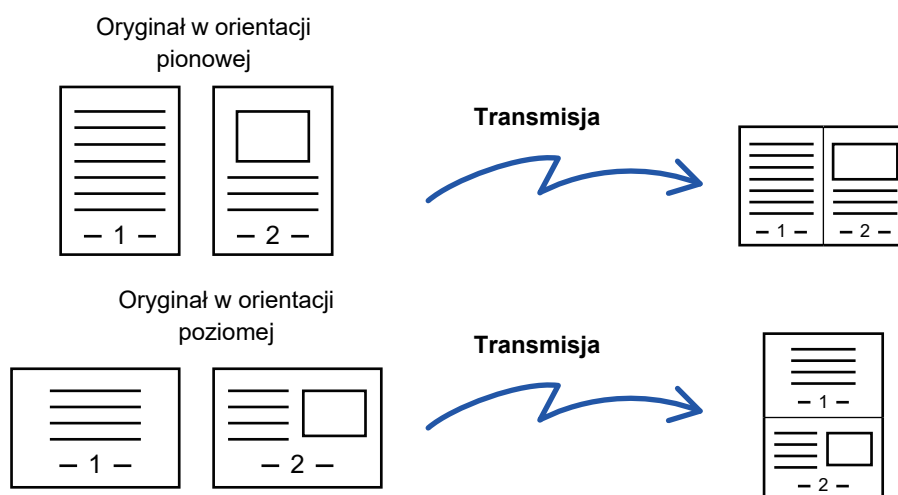 Oryginał w orientacji
pionowej
Transmisja
– 1 –
– 2 –
– 1 –
– 2 –
Oryginał w orientacji
poziomej
Transmisja
– 1 –
– 2 –
– 1 –
– 2 –